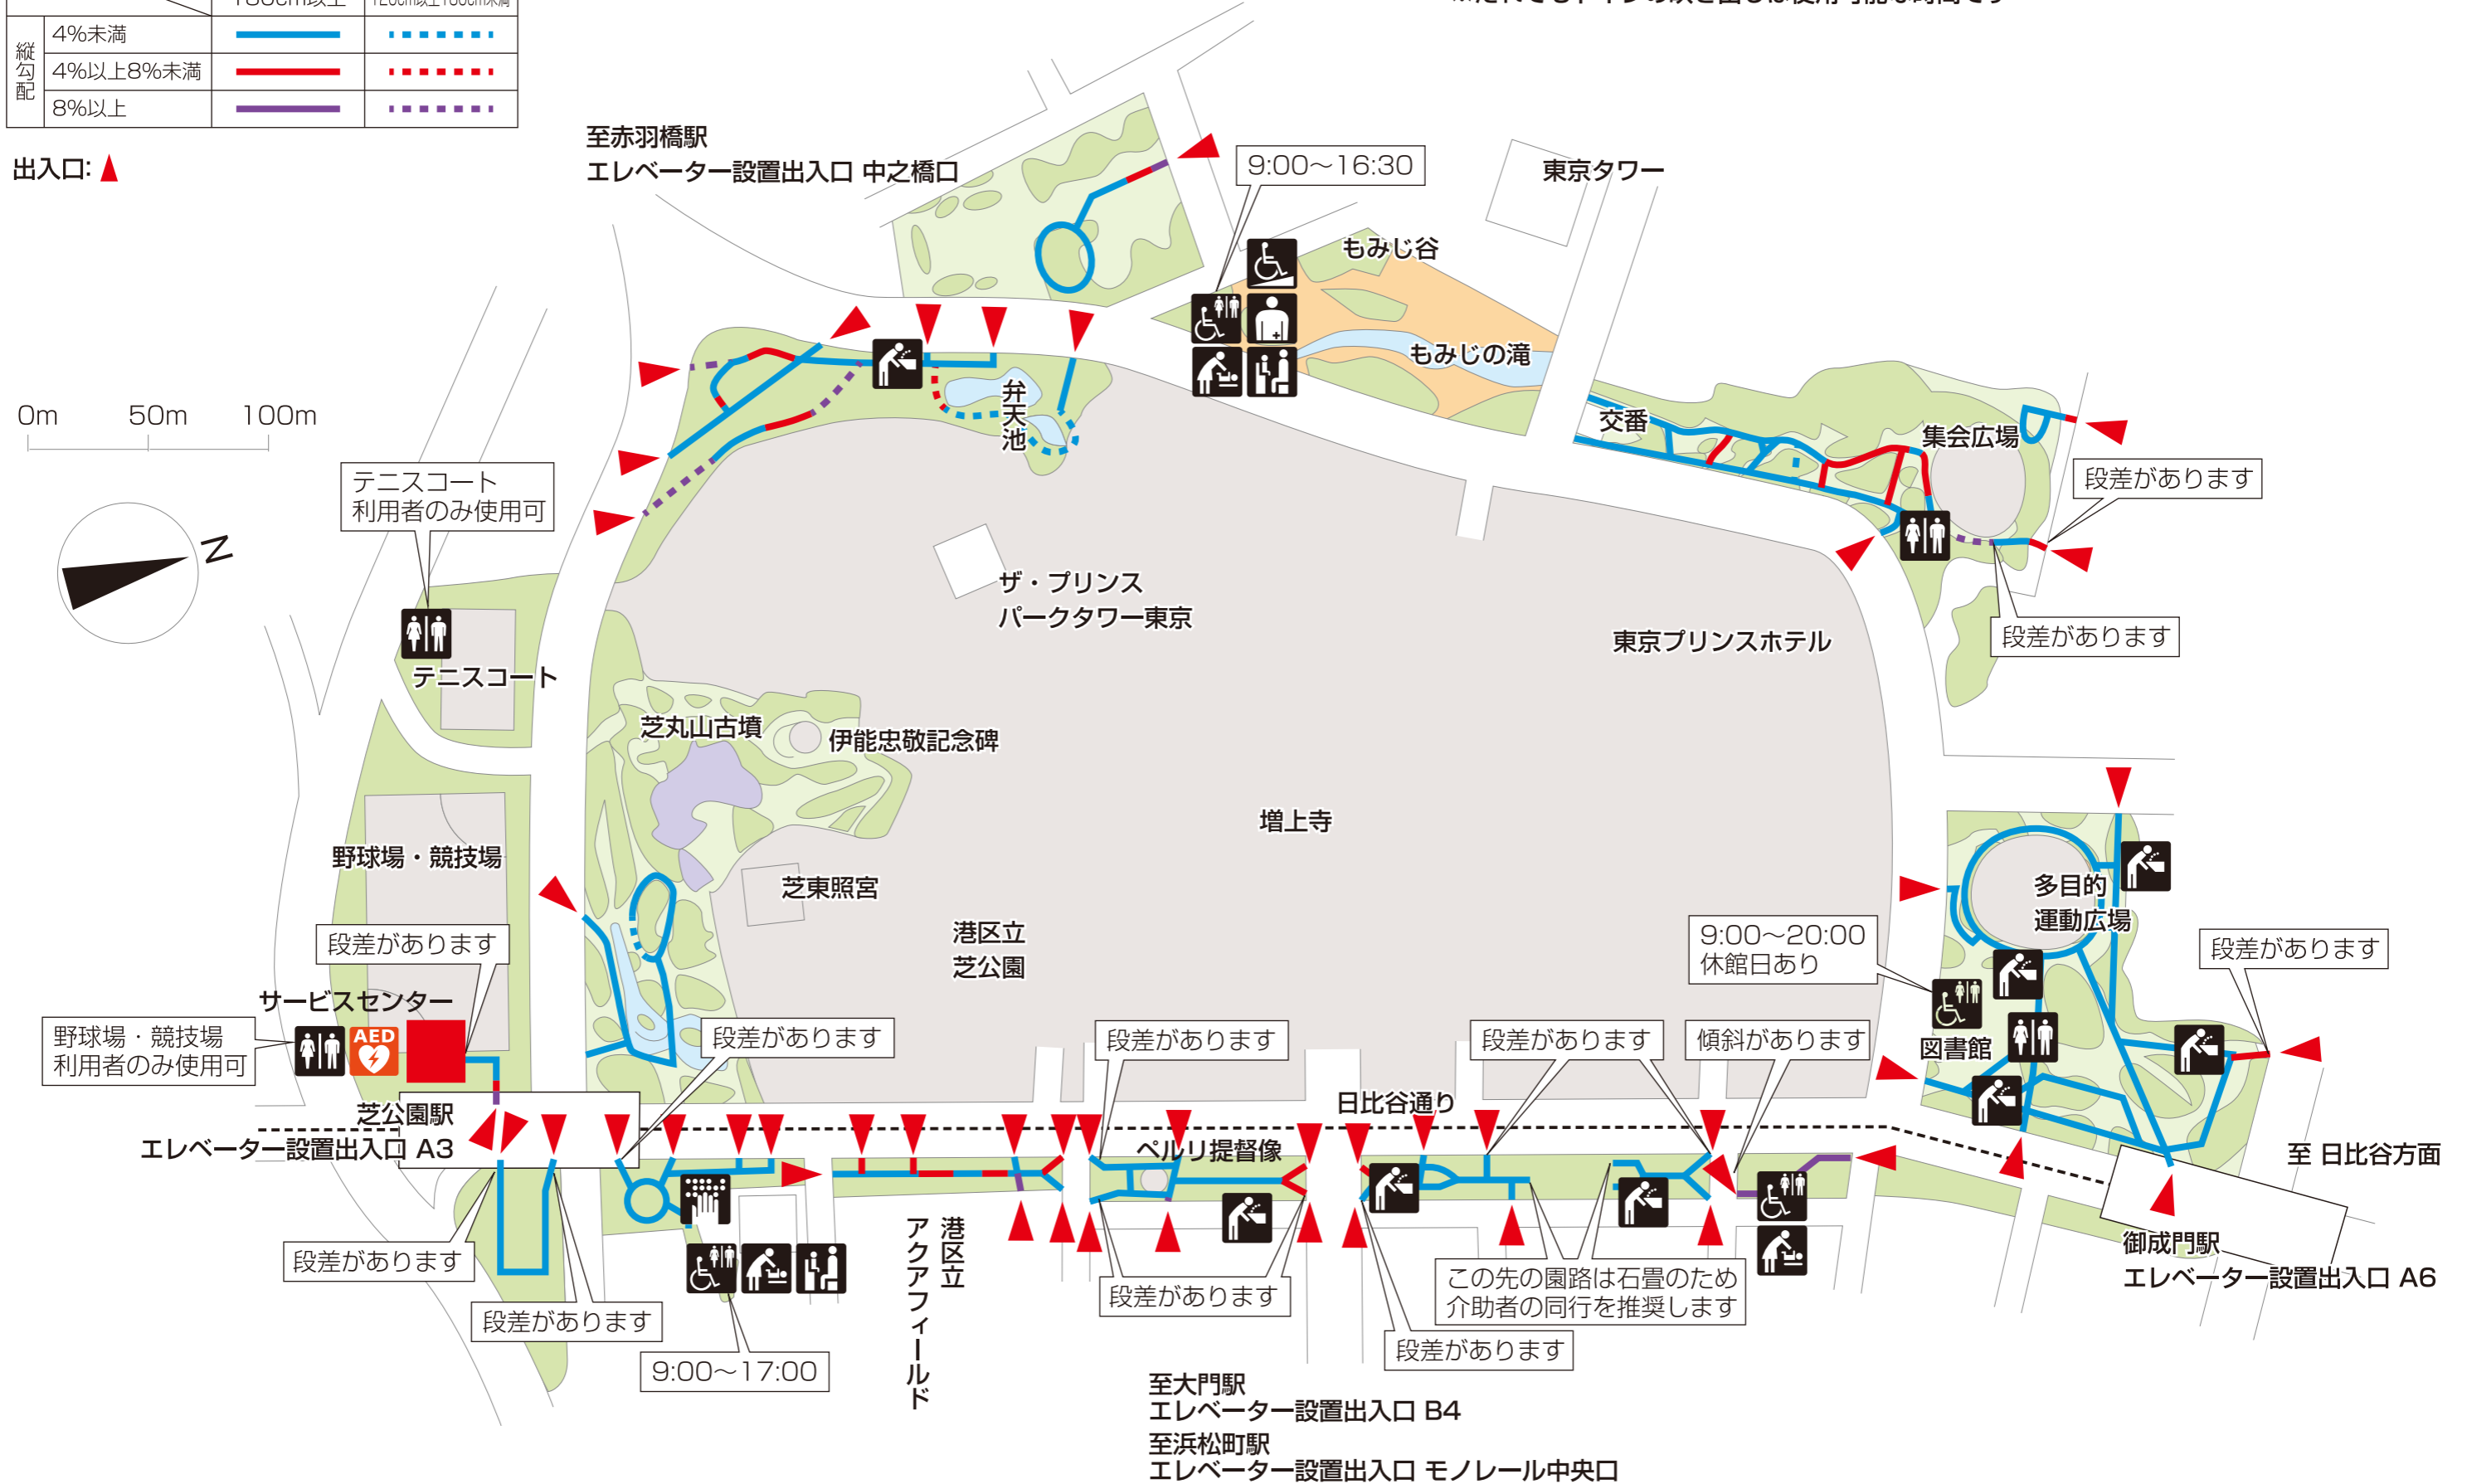 縦勾配
4%未満
4%以上8%未満
8%以上
出入口:
至赤羽橋駅
エレベーター設置出入口 中之橋口
9:00〜16:30
東京タワー
もみじ谷
もみじの滝
0m 50m 100m
弁天池
交番
集会広場
段差があります
テニスコート
利用者のみ使用可
N
ザ・プリンス
パークタワー東京
東京プリンスホテル
段差があります
テニスコート
芝丸山古墳
伊能忠敬記念碑
増上寺
野球場・競技場
芝東照宮
多目的
運動広場
港区立
芝公園
9:00〜20:00
休館日あり
段差があります
段差があります
サービスセンター
AED
野球場・競技場
利用者のみ使用可
段差があります
段差があります
段差があります
傾斜があります
図書館
芝公園駅
エレベーター設置出入口 A3
日比谷通り
ペルリ提督像
至 日比谷方面
港区立
アクアフィールド
段差があります
段差があります
段差があります
この先の園路は石畳のため
介助者の同行を推奨します
段差があります
9:00〜17:00
御成門駅
エレベーター設置出入口 A6
至大門駅
エレベーター設置出入口 B4
至浜松町駅
エレベーター設置出入口 モノレール中央口